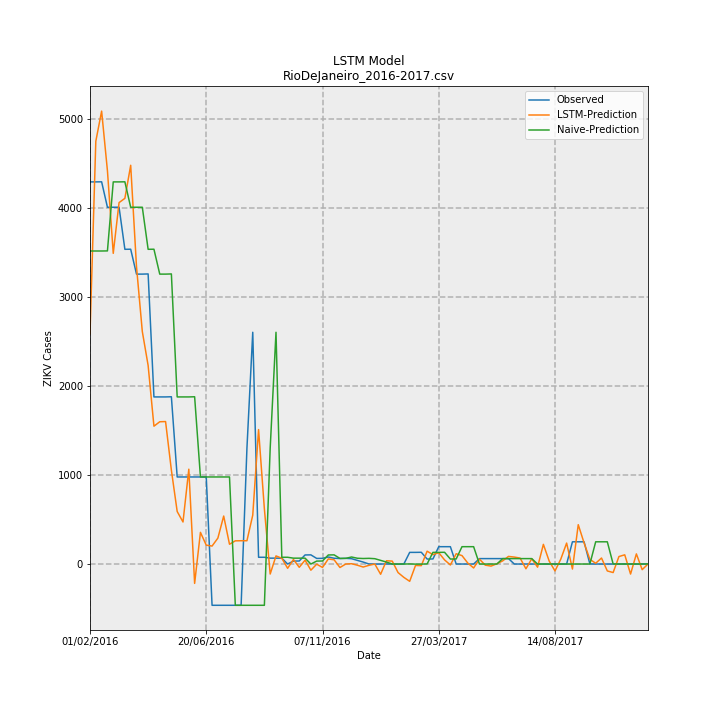 LSTM Model
RioDeJaneiro_2016-2017.csv
Observed
LSTM-Prediction
Naive-Prediction
5000
4000
3000
2000
1000
0
ZIKV Cases
01/02/2016
20/06/2016
07/11/2016
27/03/2017
14/08/2017
Date